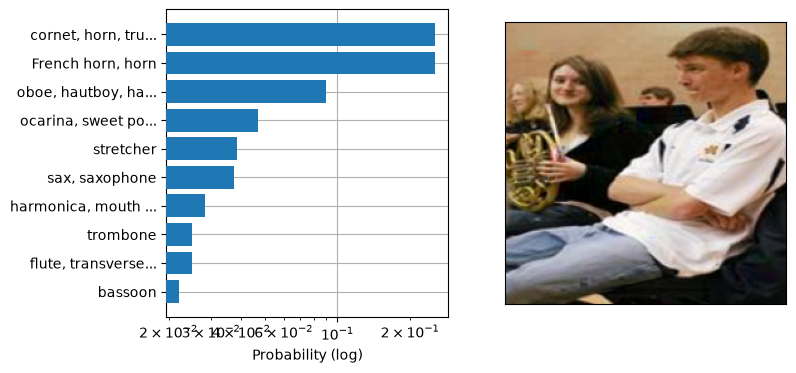 cornet, horn, tru...
French horn, horn
oboe, hautboy, ha...
ocarina, sweet po...
stretcher
sax, saxophone
harmonica, mouth ...
trombone
flute, transverse...
bassoon
10⁻¹ 2 × 10⁻¹
Probability (log)